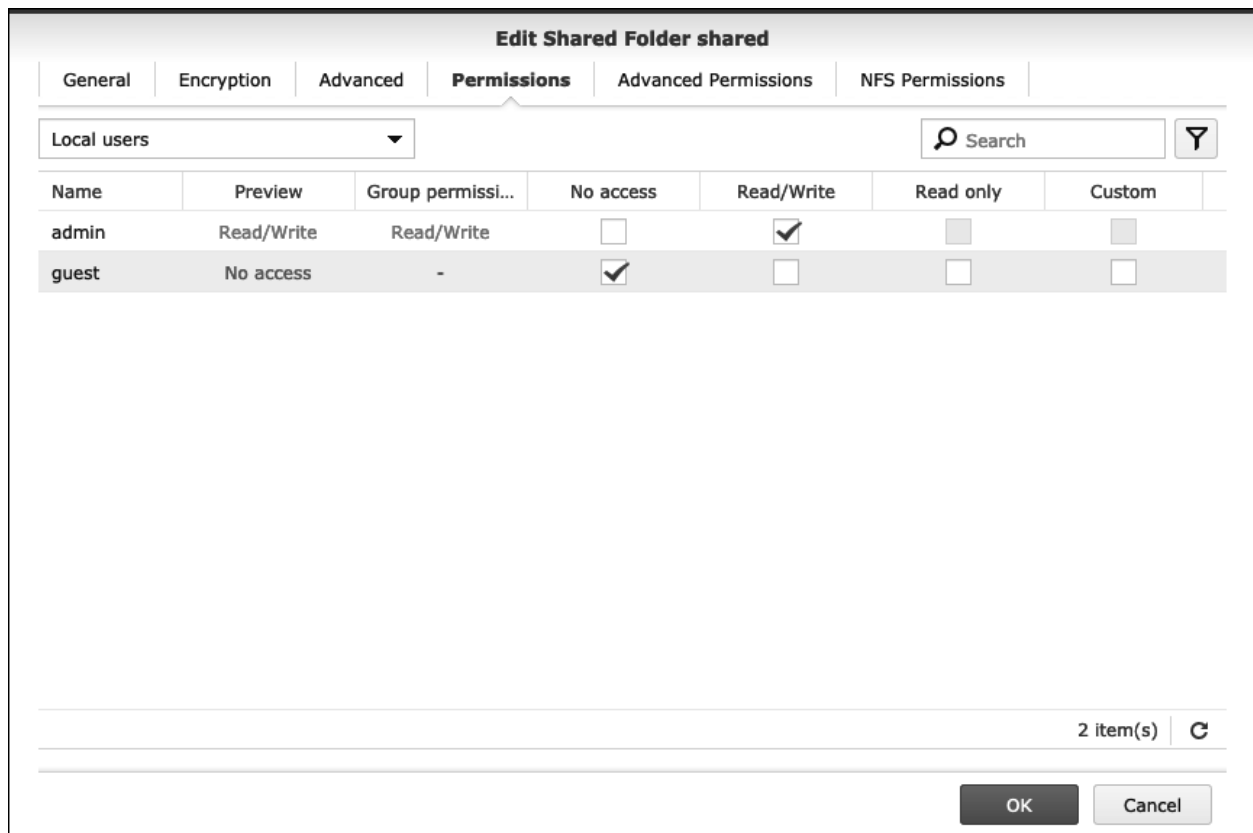 Edit Shared Folder shared
General Encryption Advanced Permissions Advanced Permissions NFS Permissions
Local users Search
Name Preview Group permissi... No access Read/Write Read only Custom
admin Read/Write Read/Write
guest No access -
2 item(s)
OK Cancel